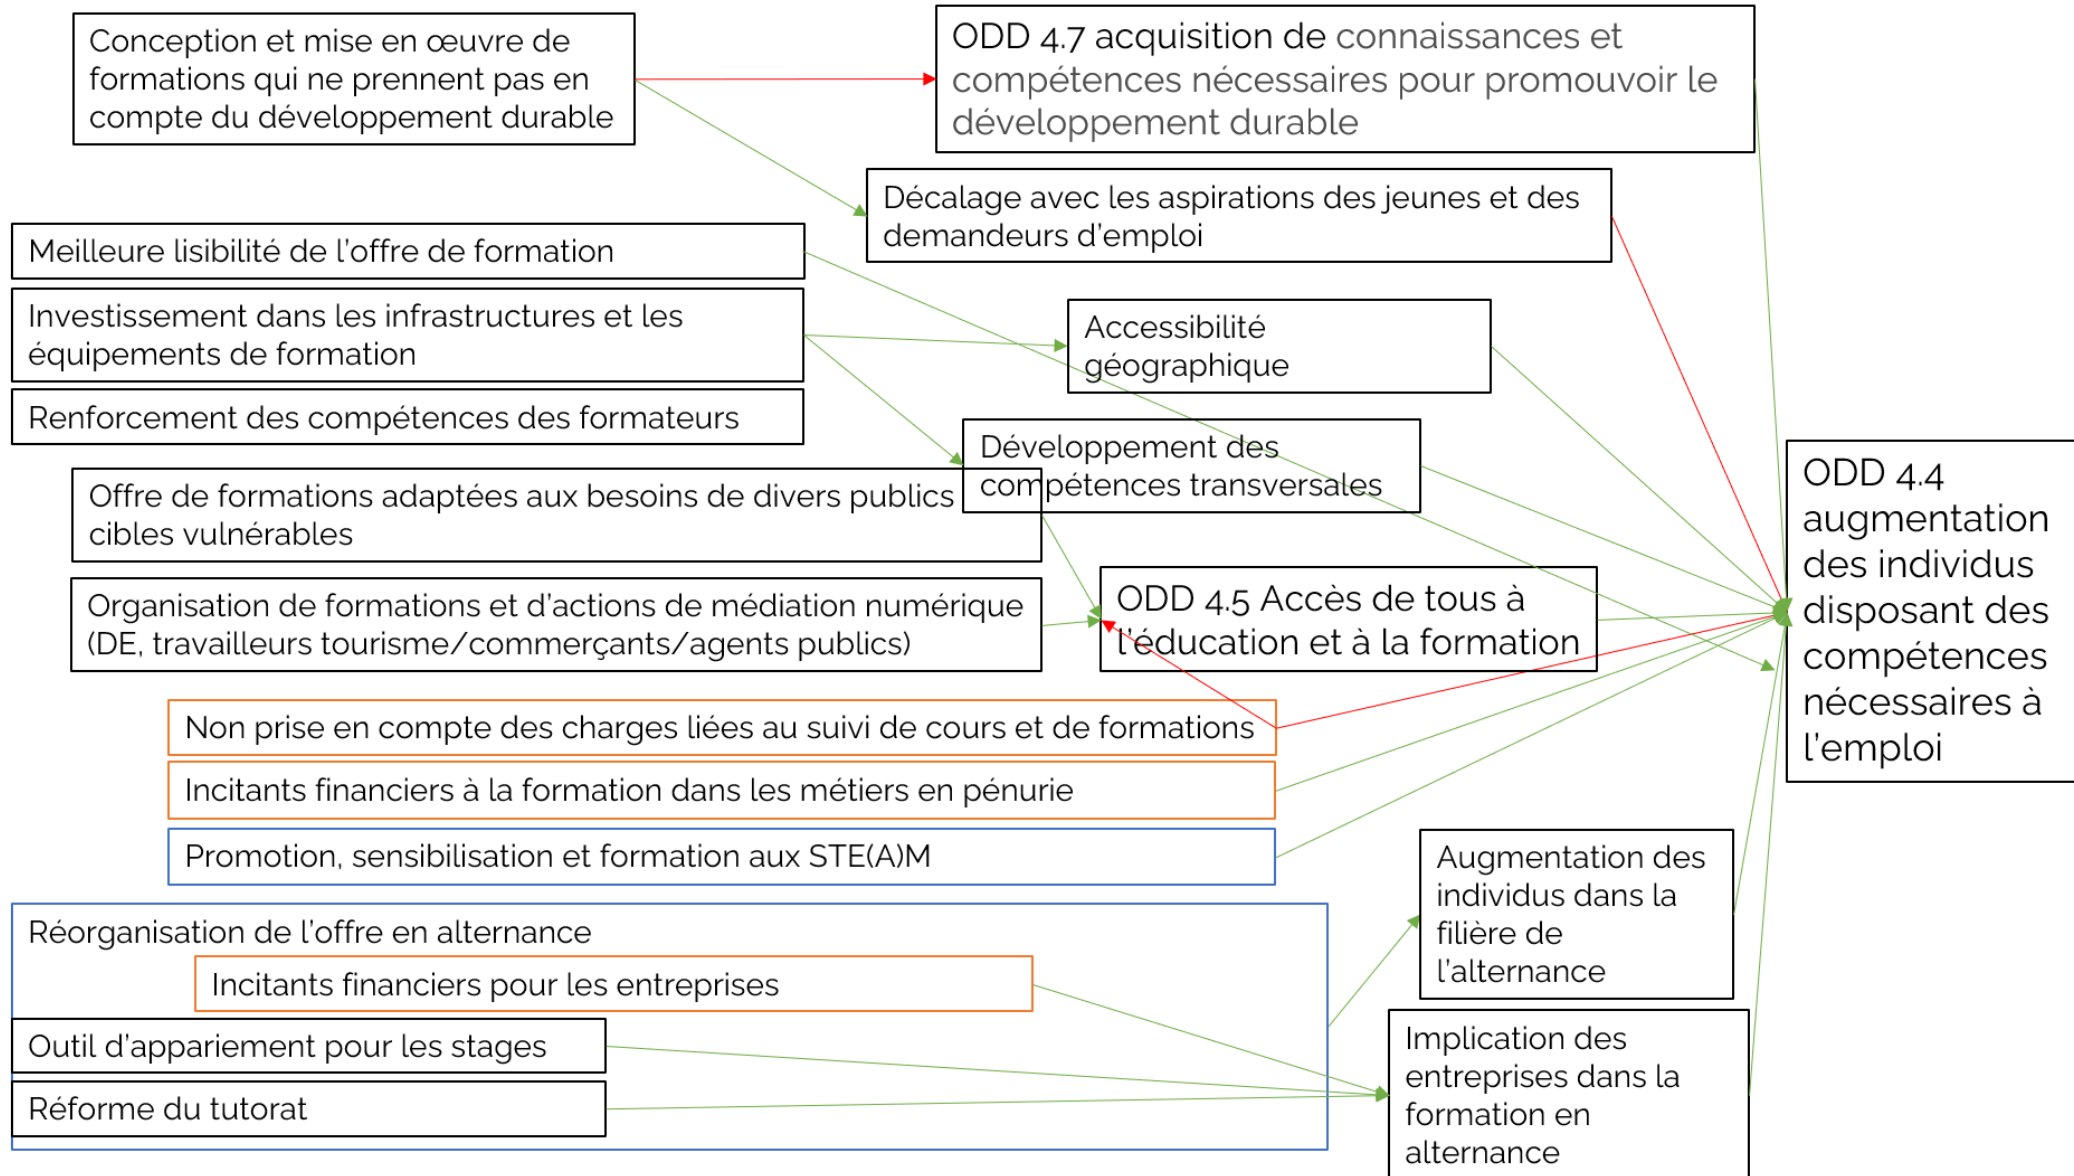 Conception et mise en œuvre de
formations qui ne prennent pas en
compte du développement durable
ODD 4.7 acquisition de connaissances et
compétences nécessaires pour promouvoir le
développement durable
Décalage avec les aspirations des jeunes et des
demandeurs d'emploi
Meilleure lisibilité de l'offre de formation
Investissement dans les infrastructures et les
équipements de formation
Accessibilité
géographique
Renforcement des compétences des formateurs
Développement des
compétences transversales
Offre de formations adaptées aux besoins de divers publics
cibles vulnérables
ODD 4.4
augmentation
des individus
disposant des
compétences
nécessaires à
l'emploi
Organisation de formations et d'actions de médiation numérique
(DE, travailleurs tourisme/commerçants/agents publics)
ODD 4.5 Accès de tous à
l'éducation et à la formation
Non prise en compte des charges liées au suivi de cours et de formations
Incitants financiers à la formation dans les métiers en pénurie
Promotion, sensibilisation et formation aux STE(A)M
Augmentation des
individus dans la
filière de
l'alternance
Réorganisation de l'offre en alternance
Incitants financiers pour les entreprises
Outil d'appariement pour les stages
Réforme du tutorat
Implication des
entreprises dans la
formation en
alternance